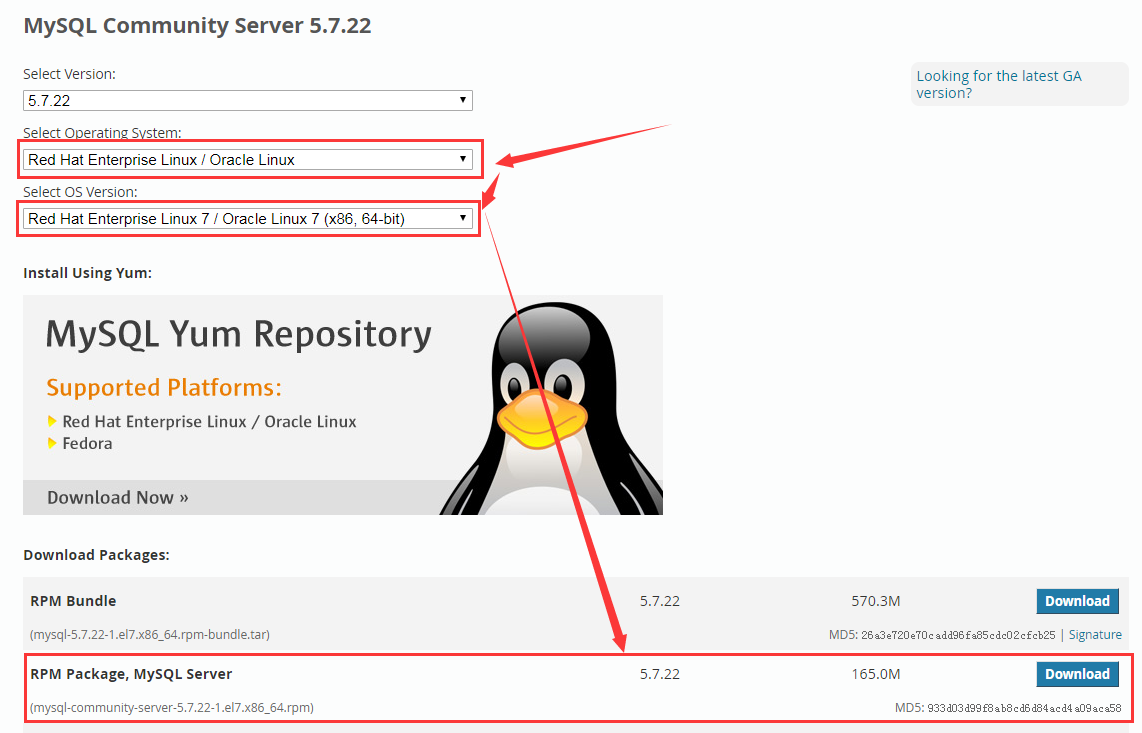 MySQL Community Server 5.7.22
Select Version:
Looking for the latest GA
version?
5.7.22
Select Operating System:
Red Hat Enterprise Linux / Oracle Linux
Select OS Version:
Red Hat Enterprise Linux 7 / Oracle Linux 7 (x86, 64-bit)
Install Using Yum:
MySQL Yum Repository
Supported Platforms:
Red Hat Enterprise Linux / Oracle Linux
Fedora
Download Now »
Download Packages:
RPM Bundle 5.7.22 570.3M Download
(mysql-5.7.22-1.el7.x86_64.rpm-bundle.tar) MD5: 26a3e720e70cadd96fa85cdc02cfcb25 | Signature
RPM Package, MySQL Server 5.7.22 165.0M Download
(mysql-community-server-5.7.22-1.el7.x86_64.rpm) MD5: 933d03d99f8ab8cd6d84acd4a09aca58